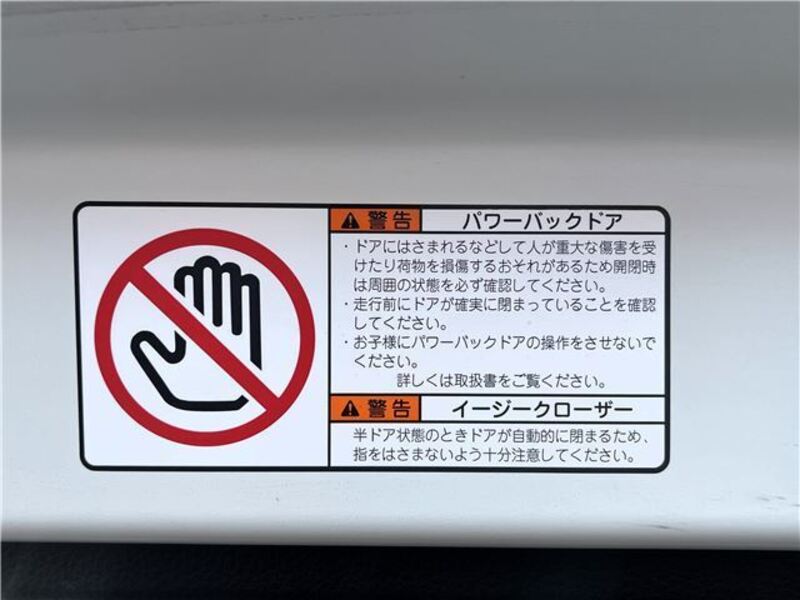 警告 パワーバックドア
・ドアにはさまれるなどして人が重大な傷害を受
けたり荷物を損傷するおそれがあるため開閉時
は周囲の状態を必ず確認してください。
・走行前にドアが確実に閉まっていることを確認
してください。
・お子様にパワーバックドアの操作をさせないで
ください。
詳しくは取扱書をご覧ください。
警告 イージークローザー
半ドア状態のときドアが自動的に閉まるため、
指をはさまないよう十分注意してください。